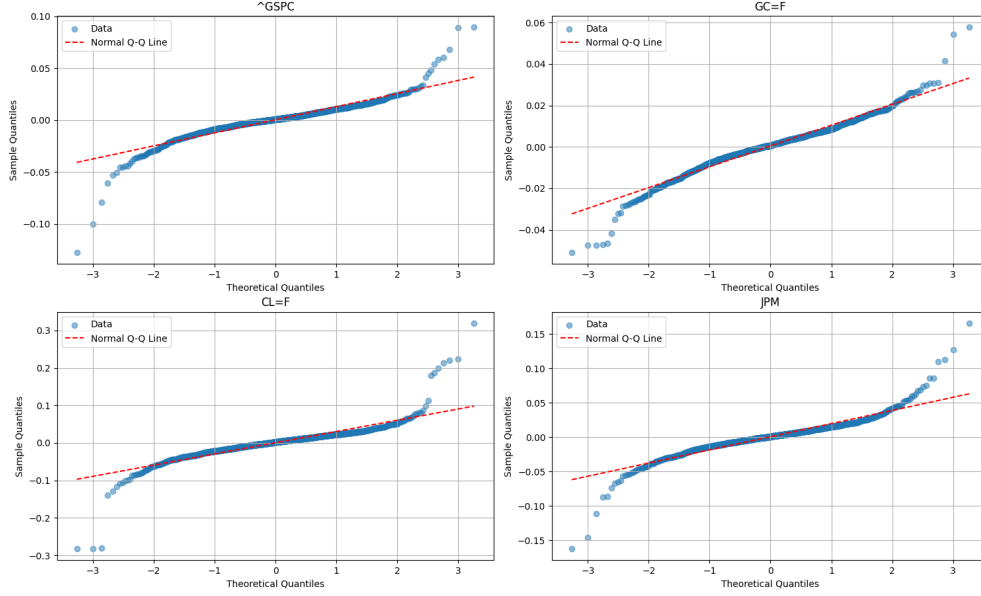 ^GSPC
Data
Normal Q-Q Line
0.10
0.05
0.00
−0.05
−0.10
Sample Quantiles
−3 −2 −1 0 1 2 3
Theoretical Quantiles
GC=F
Data
Normal Q-Q Line
0.06
0.04
0.02
0.00
−0.02
−0.04
Sample Quantiles
−3 −2 −1 0 1 2 3
Theoretical Quantiles
CL=F
Data
Normal Q-Q Line
0.3
0.2
0.1
0.0
−0.1
−0.2
−0.3
Sample Quantiles
−3 −2 −1 0 1 2 3
Theoretical Quantiles
JPM
Data
Normal Q-Q Line
0.15
0.10
0.05
0.00
−0.05
−0.10
−0.15
Sample Quantiles
−3 −2 −1 0 1 2 3
Theoretical Quantiles